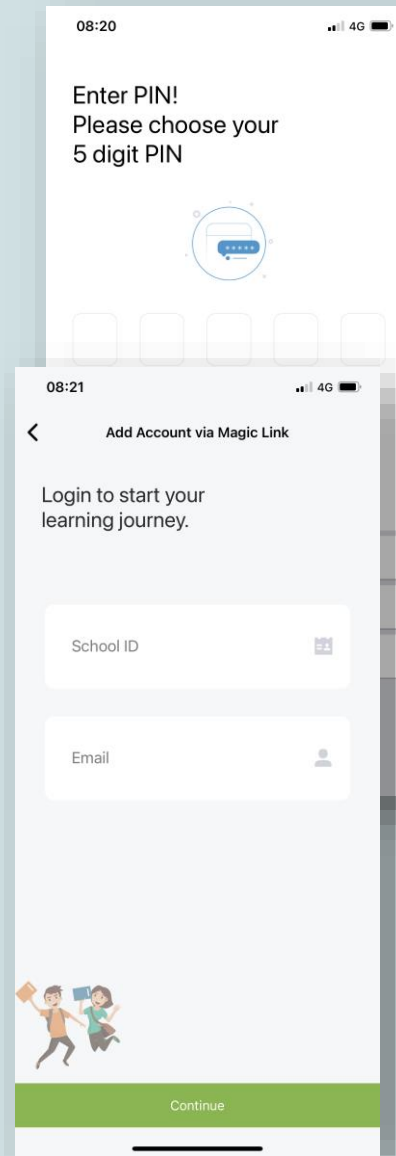 08:20 4G
Enter PIN!
Please choose your
5 digit PIN
08:21 4G
Add Account via Magic Link
Login to start your
learning journey.
School ID
Email
Continue